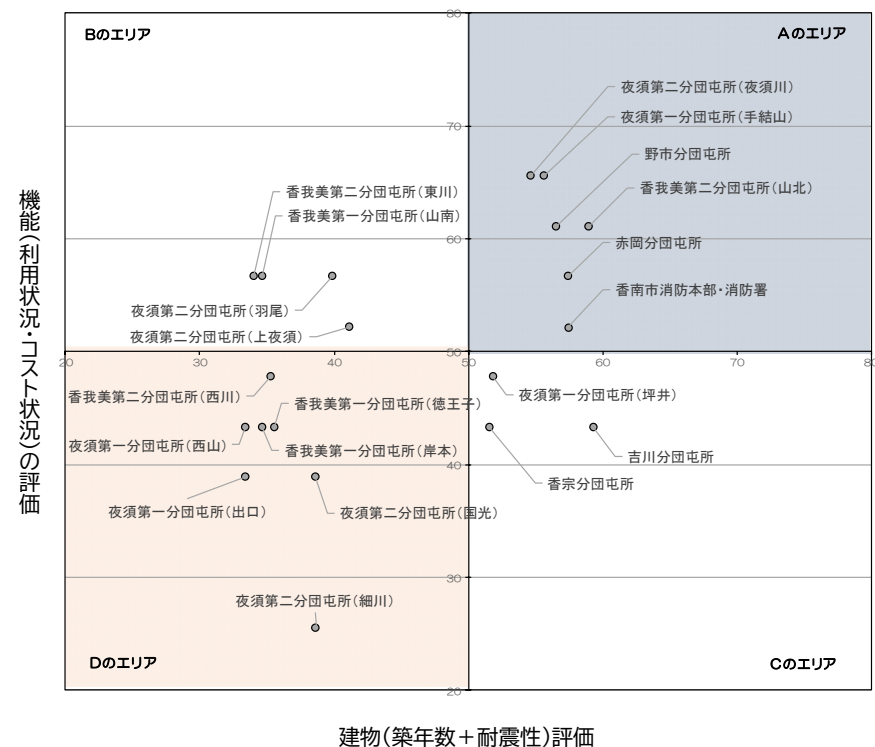 80
Bのエリア
Aのエリア
夜須第二分団屯所(夜須川)
夜須第一分団屯所(手結山)
70
野市分団屯所
香我美第二分団屯所(山北)
香我美第二分団屯所(東川)
香我美第一分団屯所(山南)
60
赤岡分団屯所
香南市消防本部・消防署
夜須第二分団屯所(羽尾)
夜須第二分団屯所(上夜須)
50
20
30
40
50
60
70
香我美第二分団屯所(西川)
香我美第一分団屯所(徳王子)
夜須第一分団屯所(坪井)
夜須第一分団屯所(西山)
香我美第一分団屯所(岸本)
吉川分団屯所
40
香宗分団屯所
夜須第一分団屯所(出口)
夜須第二分団屯所(国光)
30
夜須第二分団屯所(細川)
Dのエリア
Cのエリア
20
機能(利用状況・コスト状況)の評価
建物(築年数+耐震性)評価